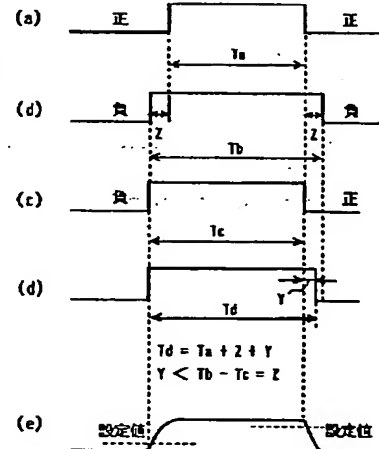 (a) 正 正
Ta
(d) 負 負
Z Z
Tb
(c) 負 正
Tc
(d) Y
Td
Td = Ta + Z + Y
Y < Tb - Tc = Z
(e) 設定値 設定値